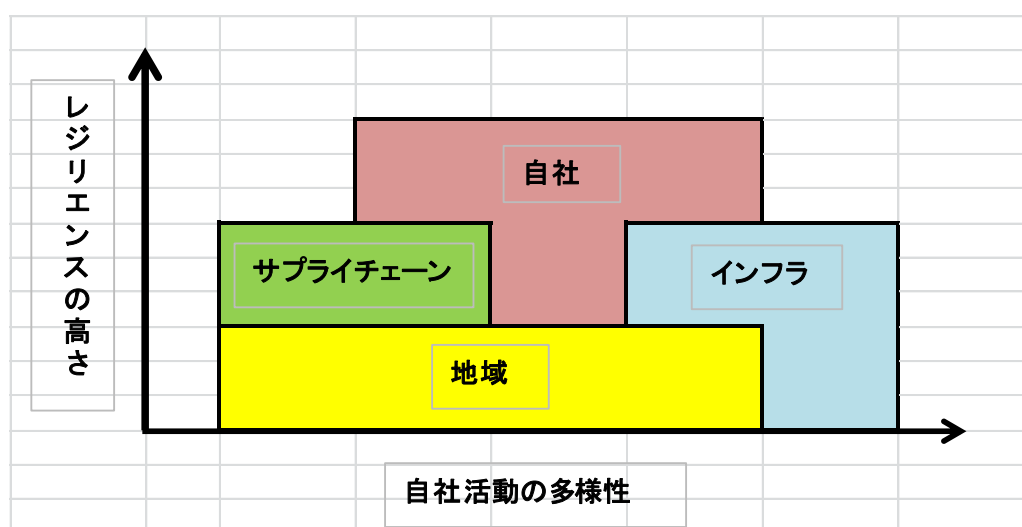 レジリエンスの高さ
自社
サプライチェーン
インフラ
地域
自社活動の多様性